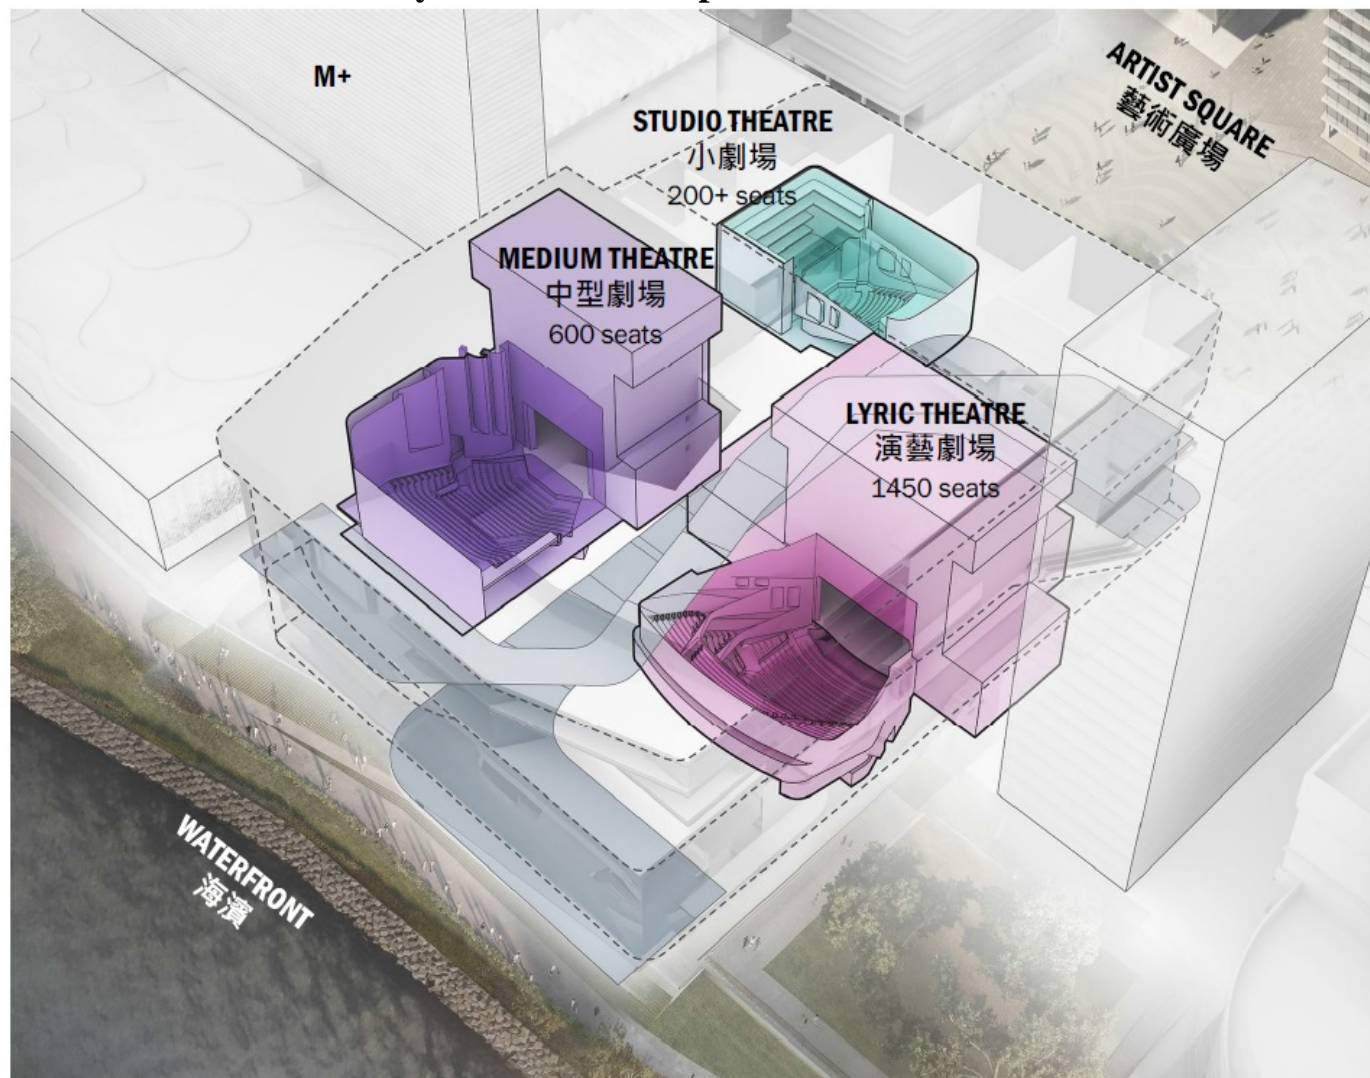 M+
ARTIST SQUARE
藝術廣場
STUDIO THEATRE
小劇場
200+ seats
MEDIUM THEATRE
中型劇場
600 seats
LYRIC THEATRE
演藝劇場
1450 seats
WATERFRONT
海濱